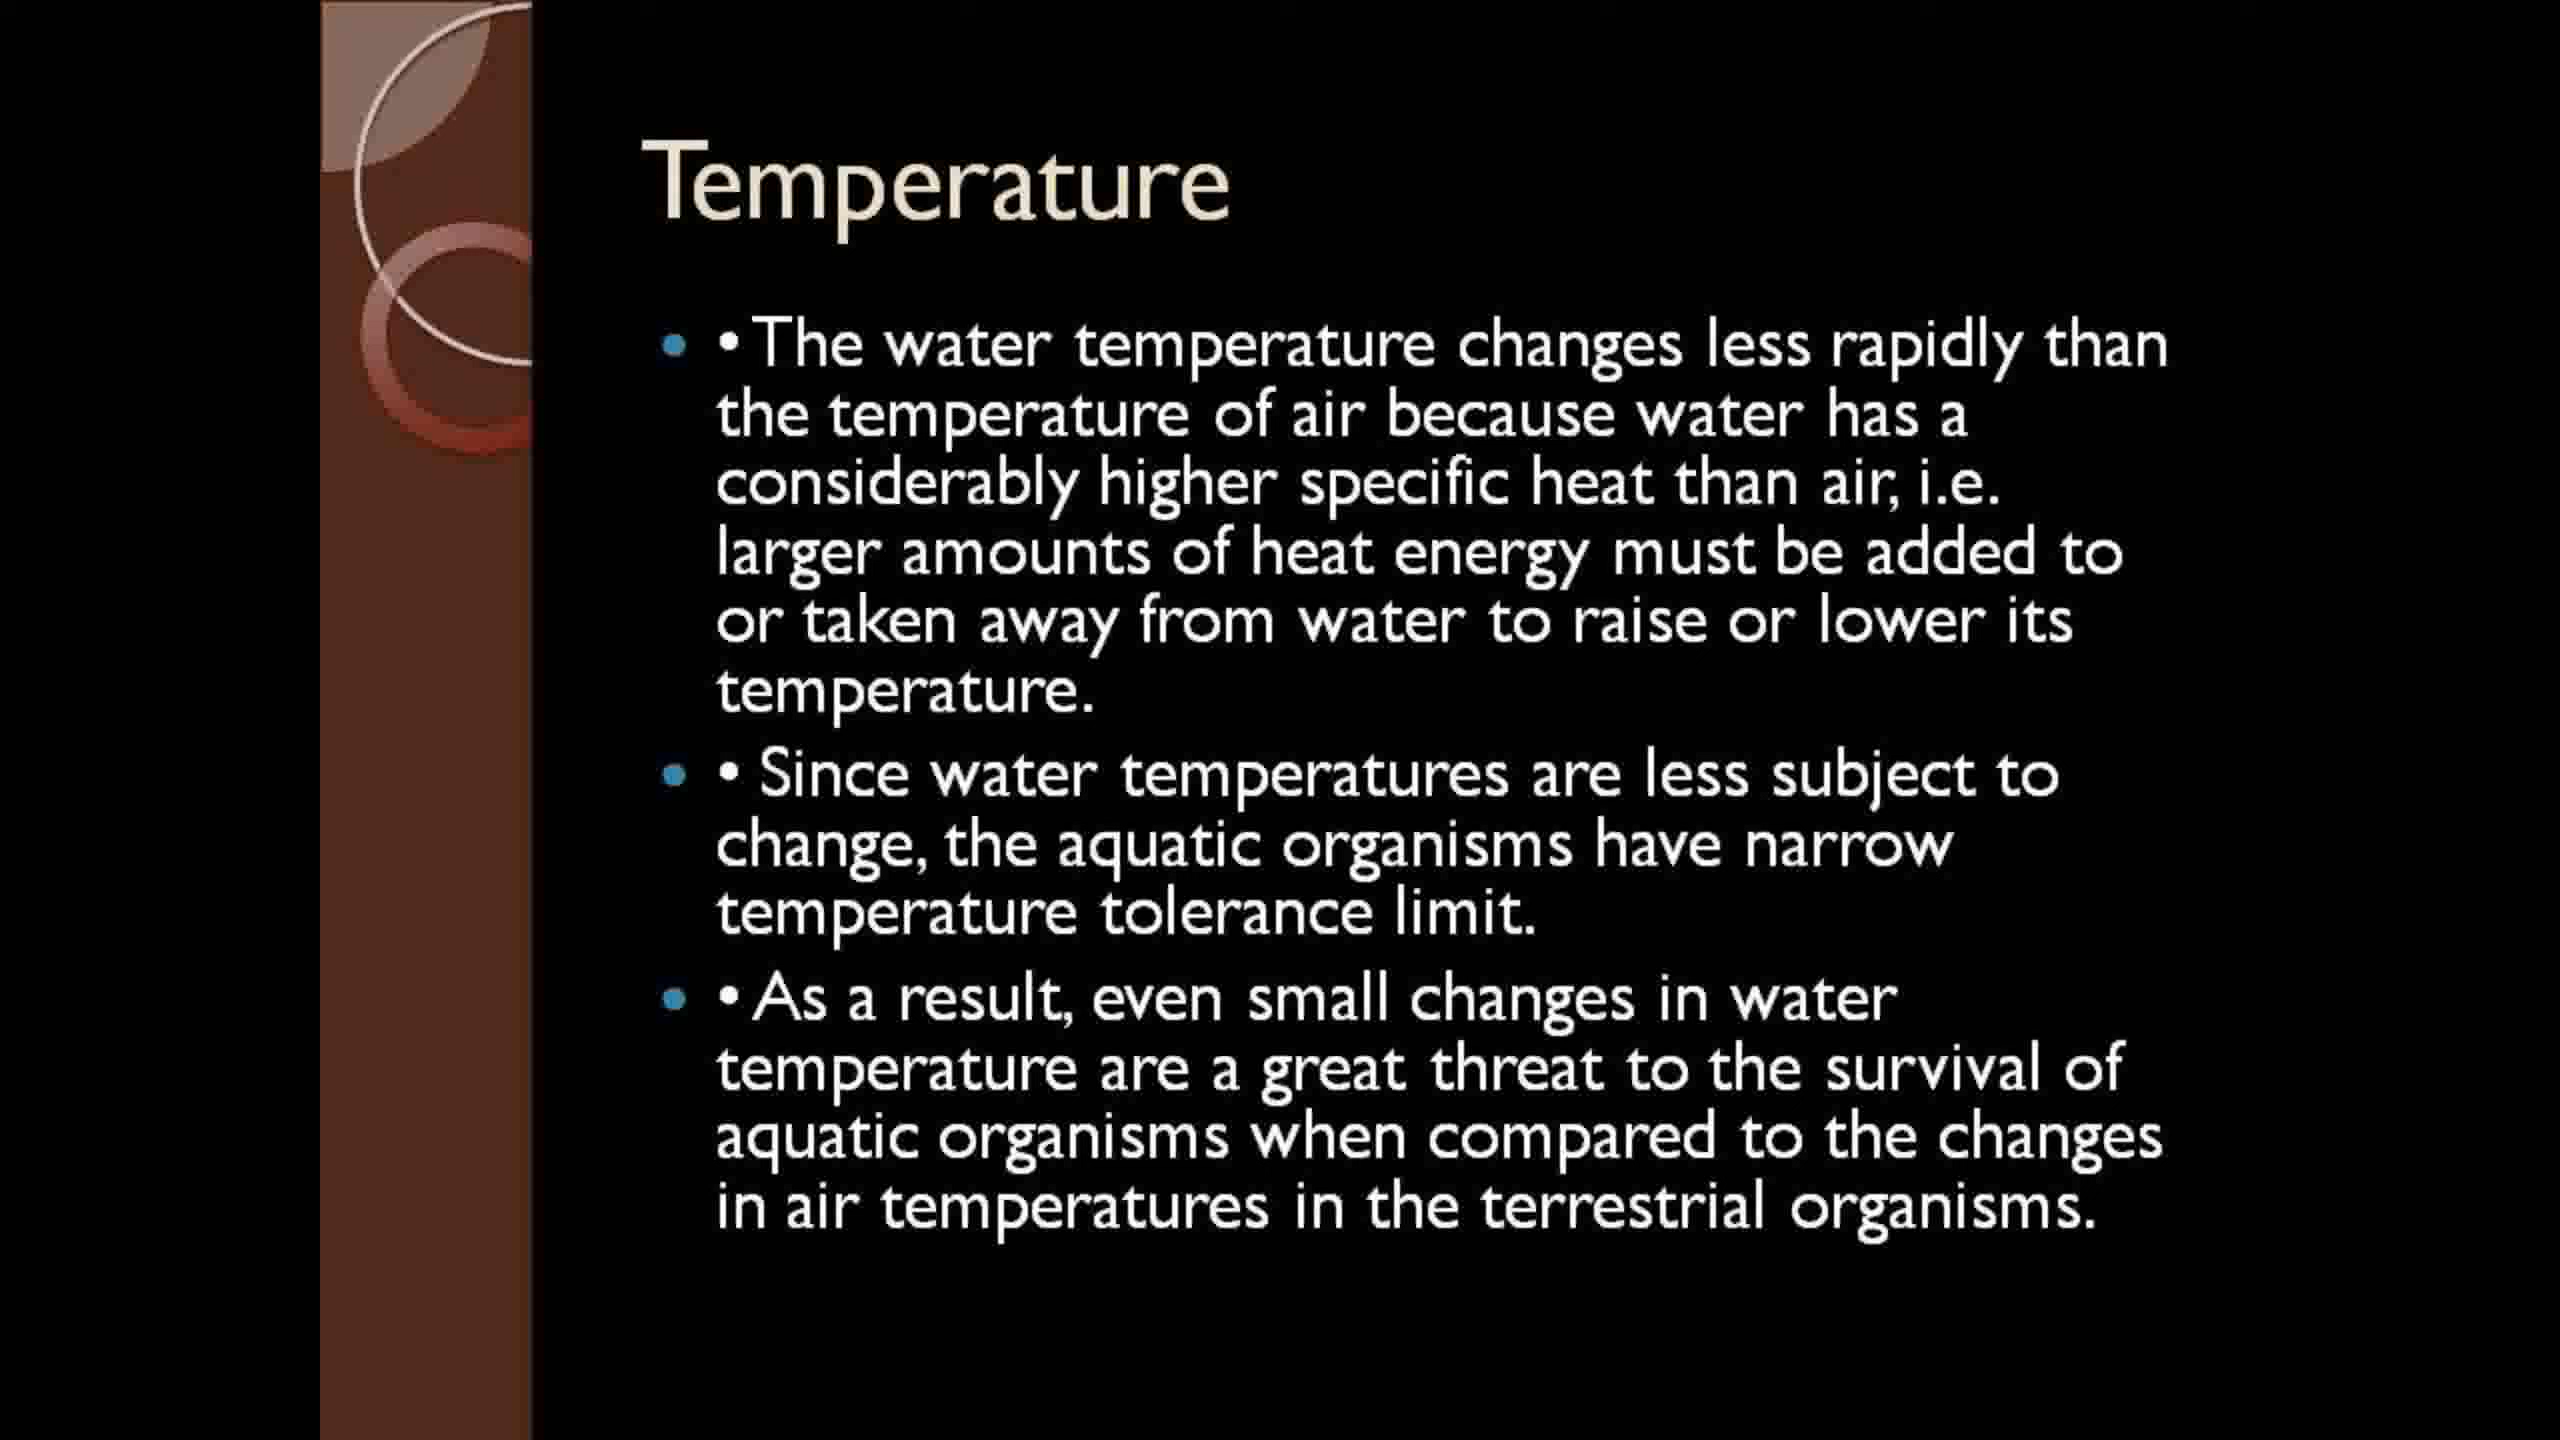 Temperature
• • The water temperature changes less rapidly than
the temperature of air because water has a
considerably higher specific heat than air, i.e.
larger amounts of heat energy must be added to
or taken away from water to raise or lower its
temperature.
• • Since water temperatures are less subject to
change, the aquatic organisms have narrow
temperature tolerance limit.
• • As a result, even small changes in water
temperature are a great threat to the survival of
aquatic organisms when compared to the changes
in air temperatures in the terrestrial organisms.